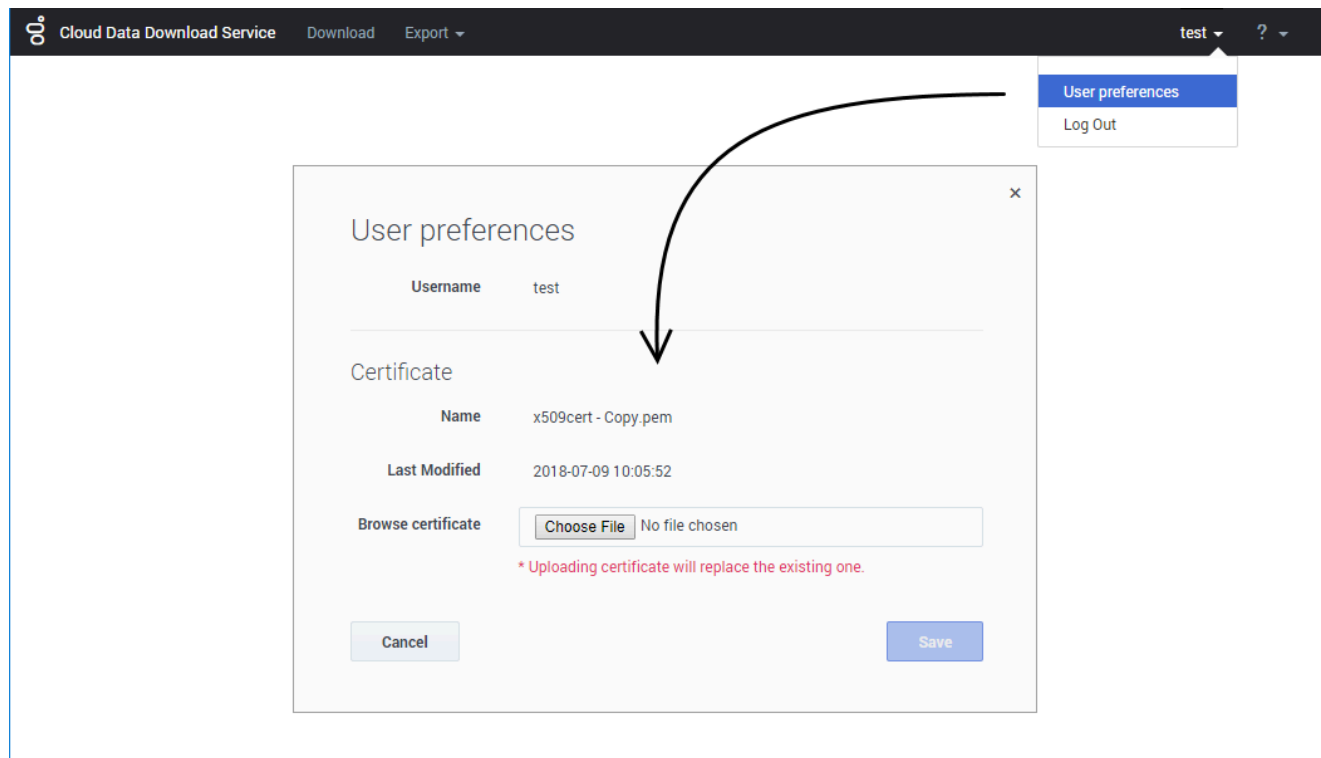 Cloud Data Download Service Download Export test ?
User preferences
Log Out
×
User preferences
Username test
Certificate
Name x509cert - Copy.pem
Last Modified 2018-07-09 10:05:52
Browse certificate Choose File No file chosen
* Uploading certificate will replace the existing one.
Cancel Save